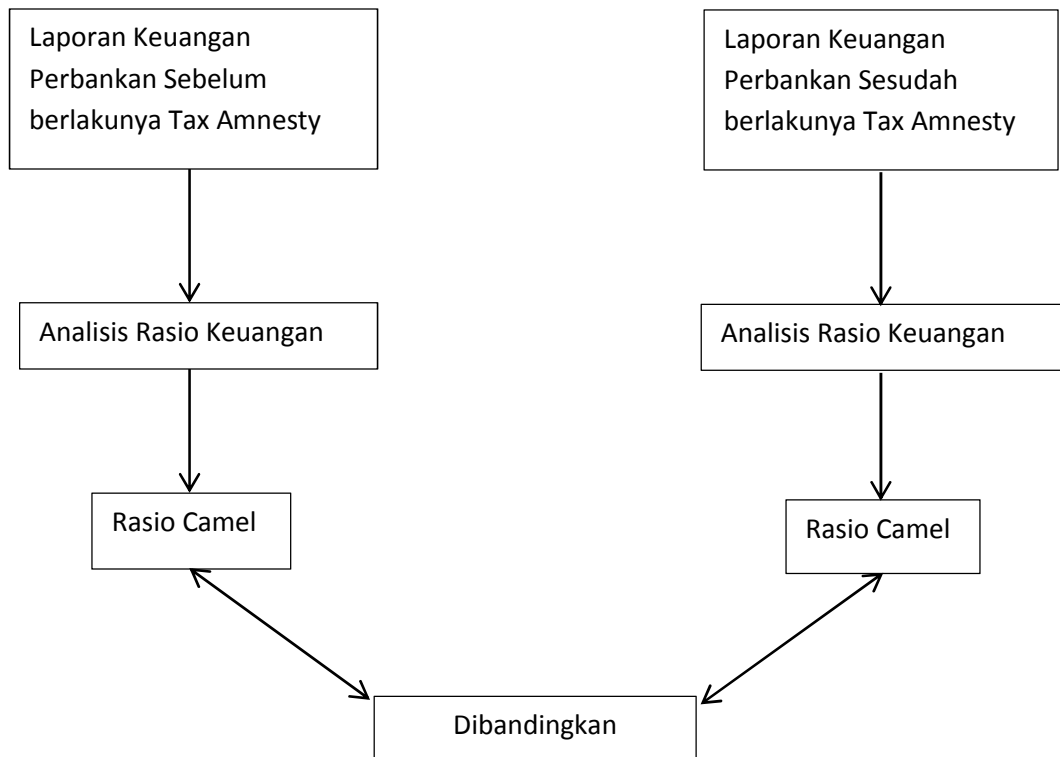 Laporan Keuangan
Perbankan Sebelum
berlakunya Tax Amnesty
Laporan Keuangan
Perbankan Sesudah
berlakunya Tax Amnesty
Analisis Rasio Keuangan
Analisis Rasio Keuangan
Rasio Camel
Rasio Camel
Dibandingkan